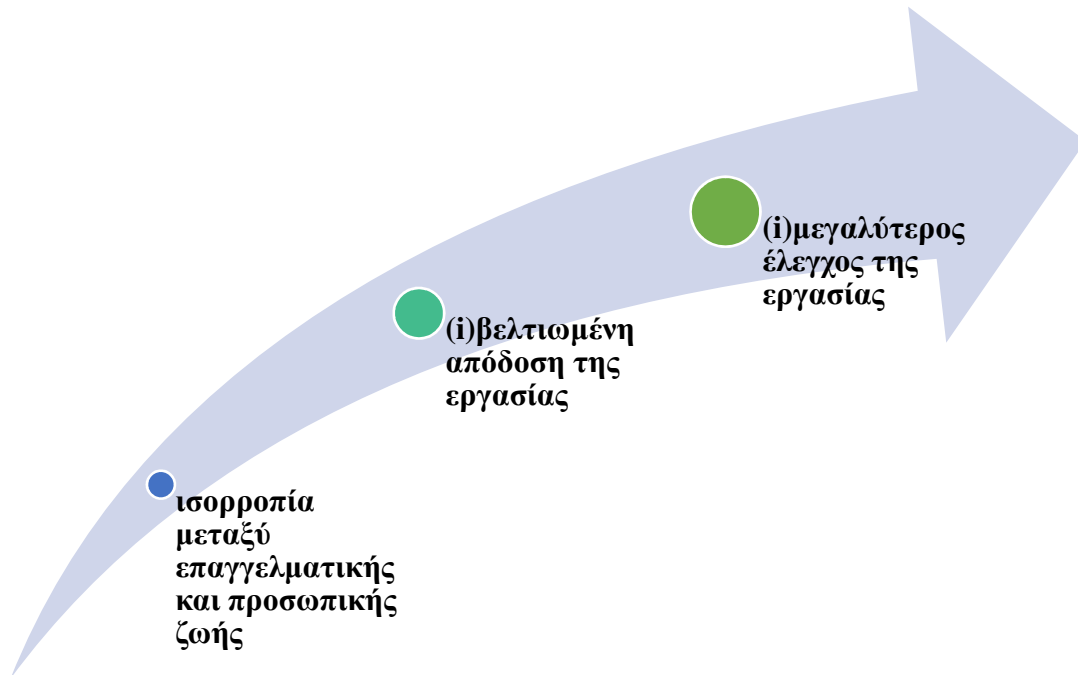 (i)μεγαλύτερος
έλεγχος της
εργασίας
(i)βελτιωμένη
απόδοση της
εργασίας
ισορροπία
μεταξύ
επαγγελματικής
και προσωπικής
ζωής